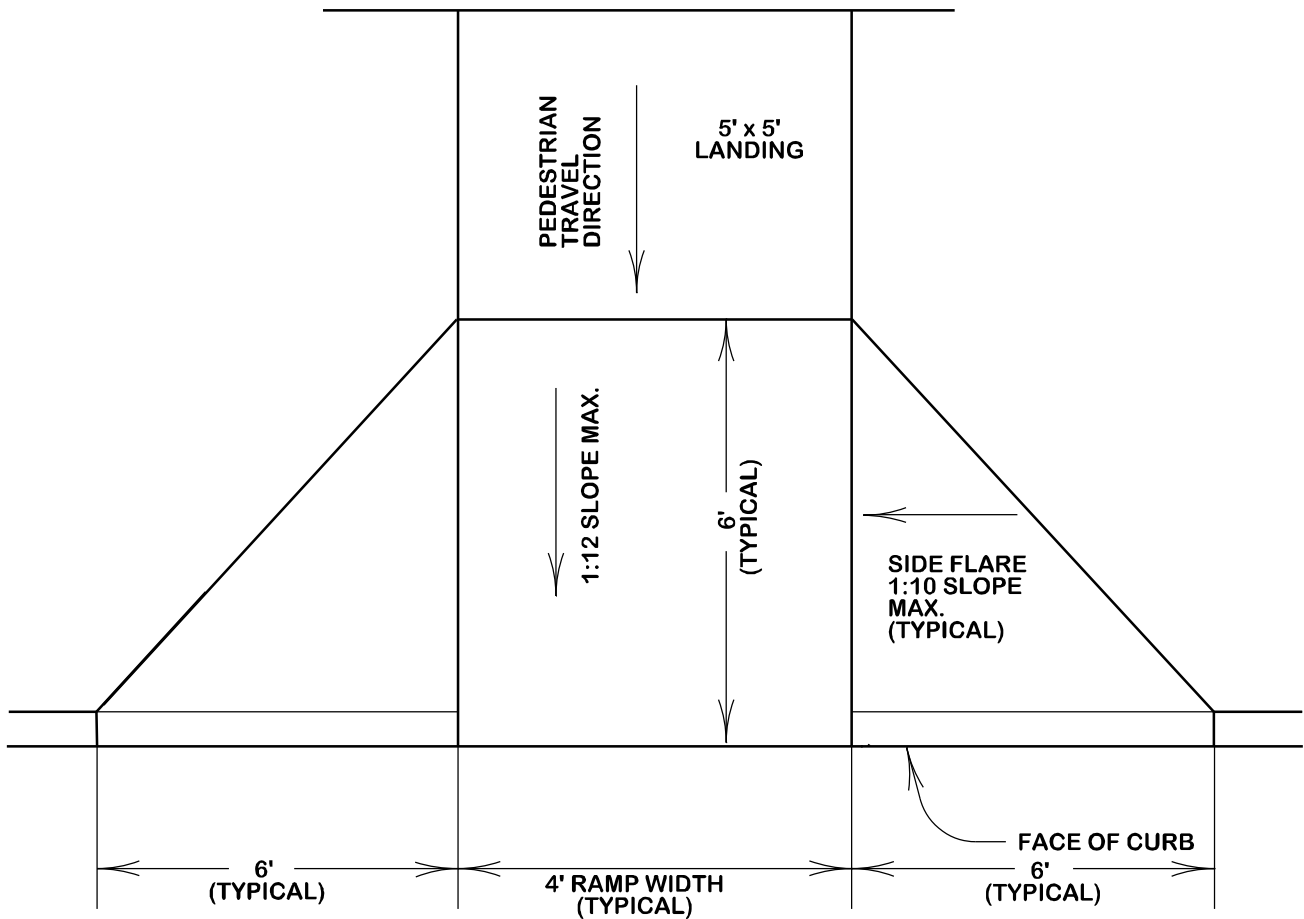 PEDESTRIAN
TRAVEL
DIRECTION
5' x 5'
LANDING
1:12 SLOPE MAX.
6'
(TYPICAL)
SIDE FLARE
1:10 SLOPE
MAX.
(TYPICAL)
FACE OF CURB
6'
(TYPICAL)
4' RAMP WIDTH
(TYPICAL)
6'
(TYPICAL)